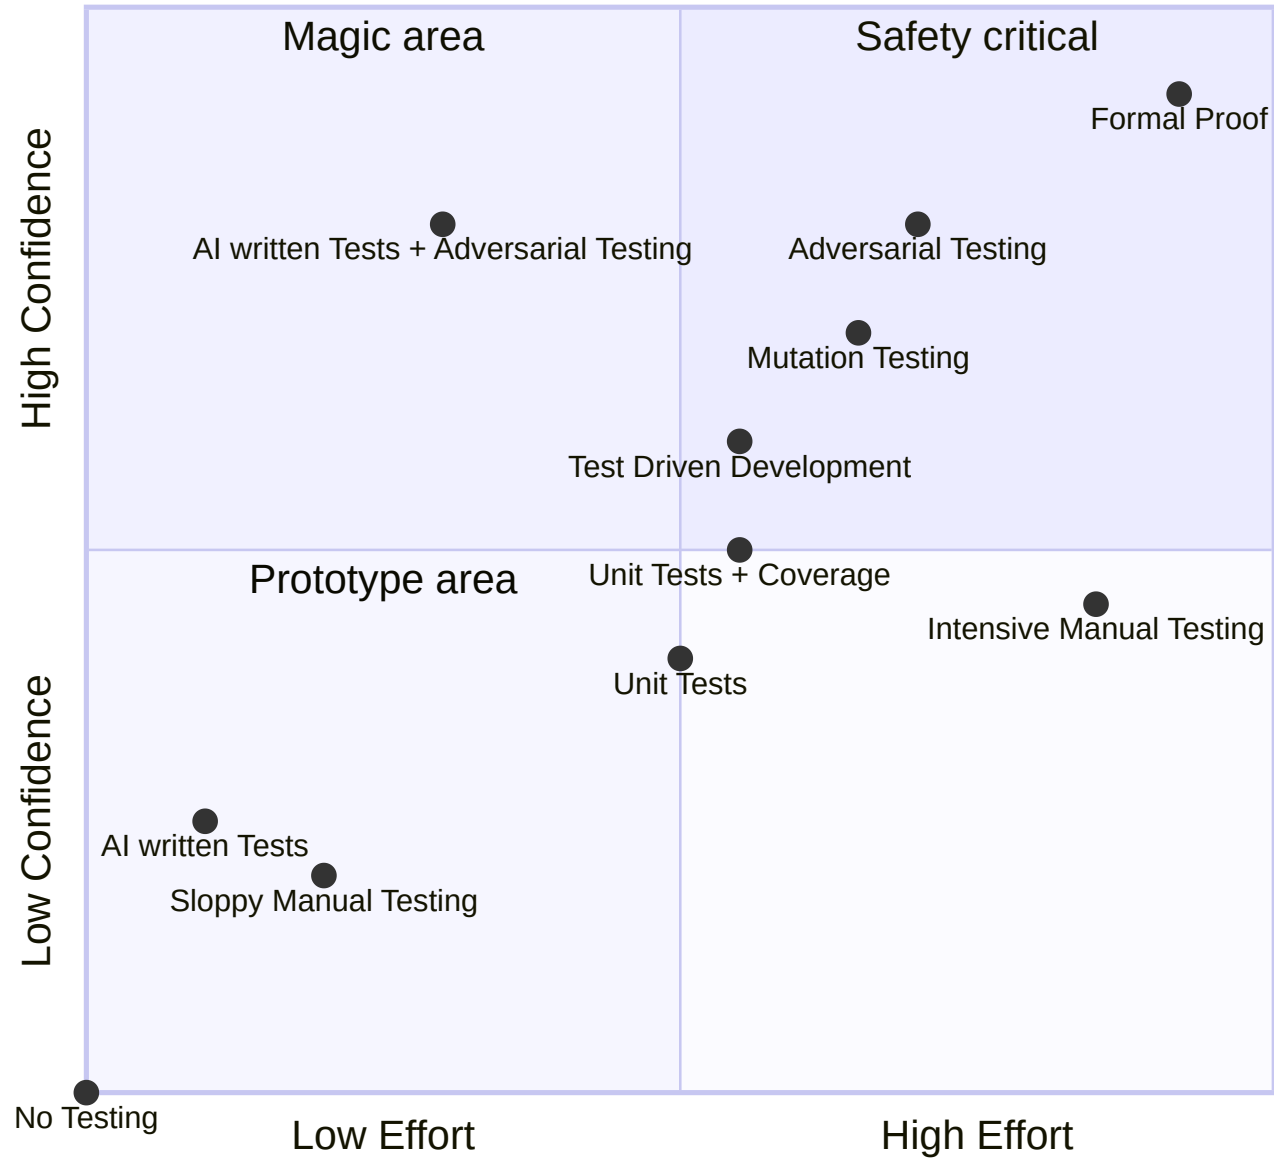 Magic area
Safety critical
Formal Proof
AI written Tests + Adversarial Testing
Adversarial Testing
Mutation Testing
Test Driven Development
High Confidence
Prototype area
Unit Tests + Coverage
Intensive Manual Testing
Unit Tests
AI written Tests
Sloppy Manual Testing
Low Confidence
No Testing
Low Effort
High Effort